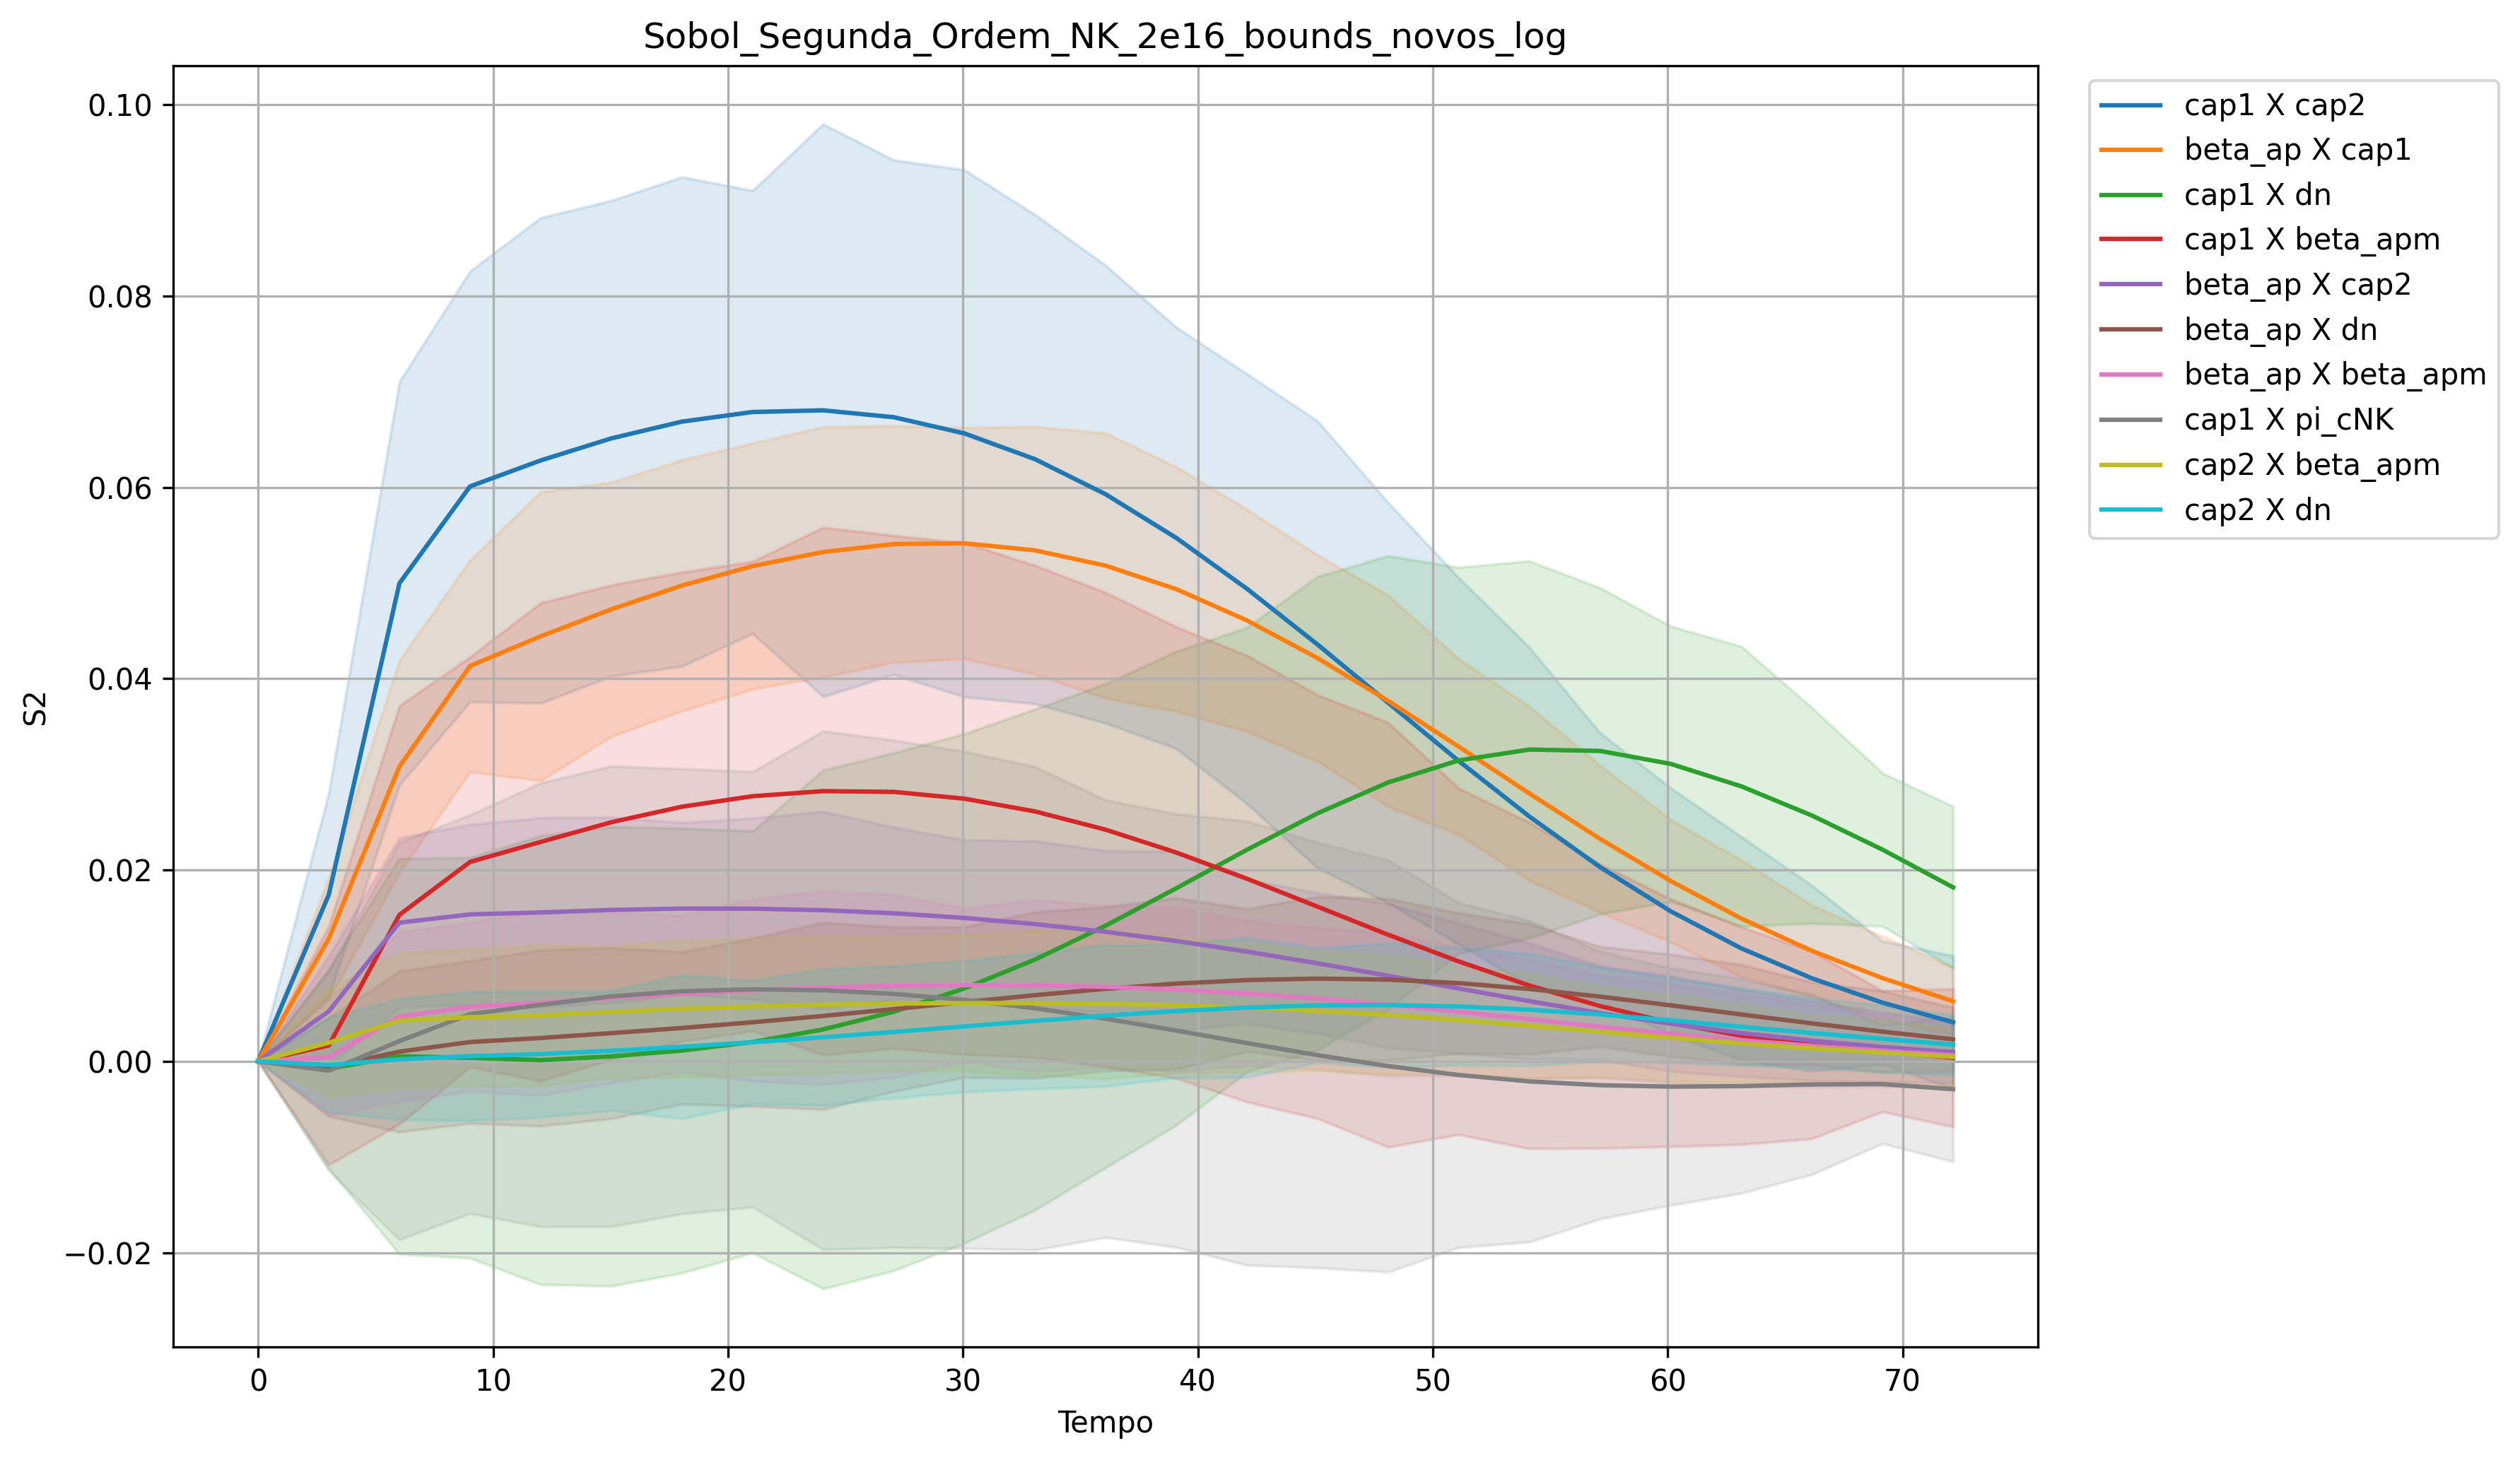 Sobol_Segunda_Ordem_NK_2e16_bounds_novos_log
cap1 X cap2
beta_ap X cap1
cap1 X dn
cap1 X beta_apm
beta_ap X cap2
beta_ap X dn
beta_ap X beta_apm
cap1 X pi_cNK
cap2 X beta_apm
cap2 X dn
0.10
0.08
0.06
0.04
0.02
0.00
−0.02
S2
0 10 20 30 40 50 60 70
Tempo